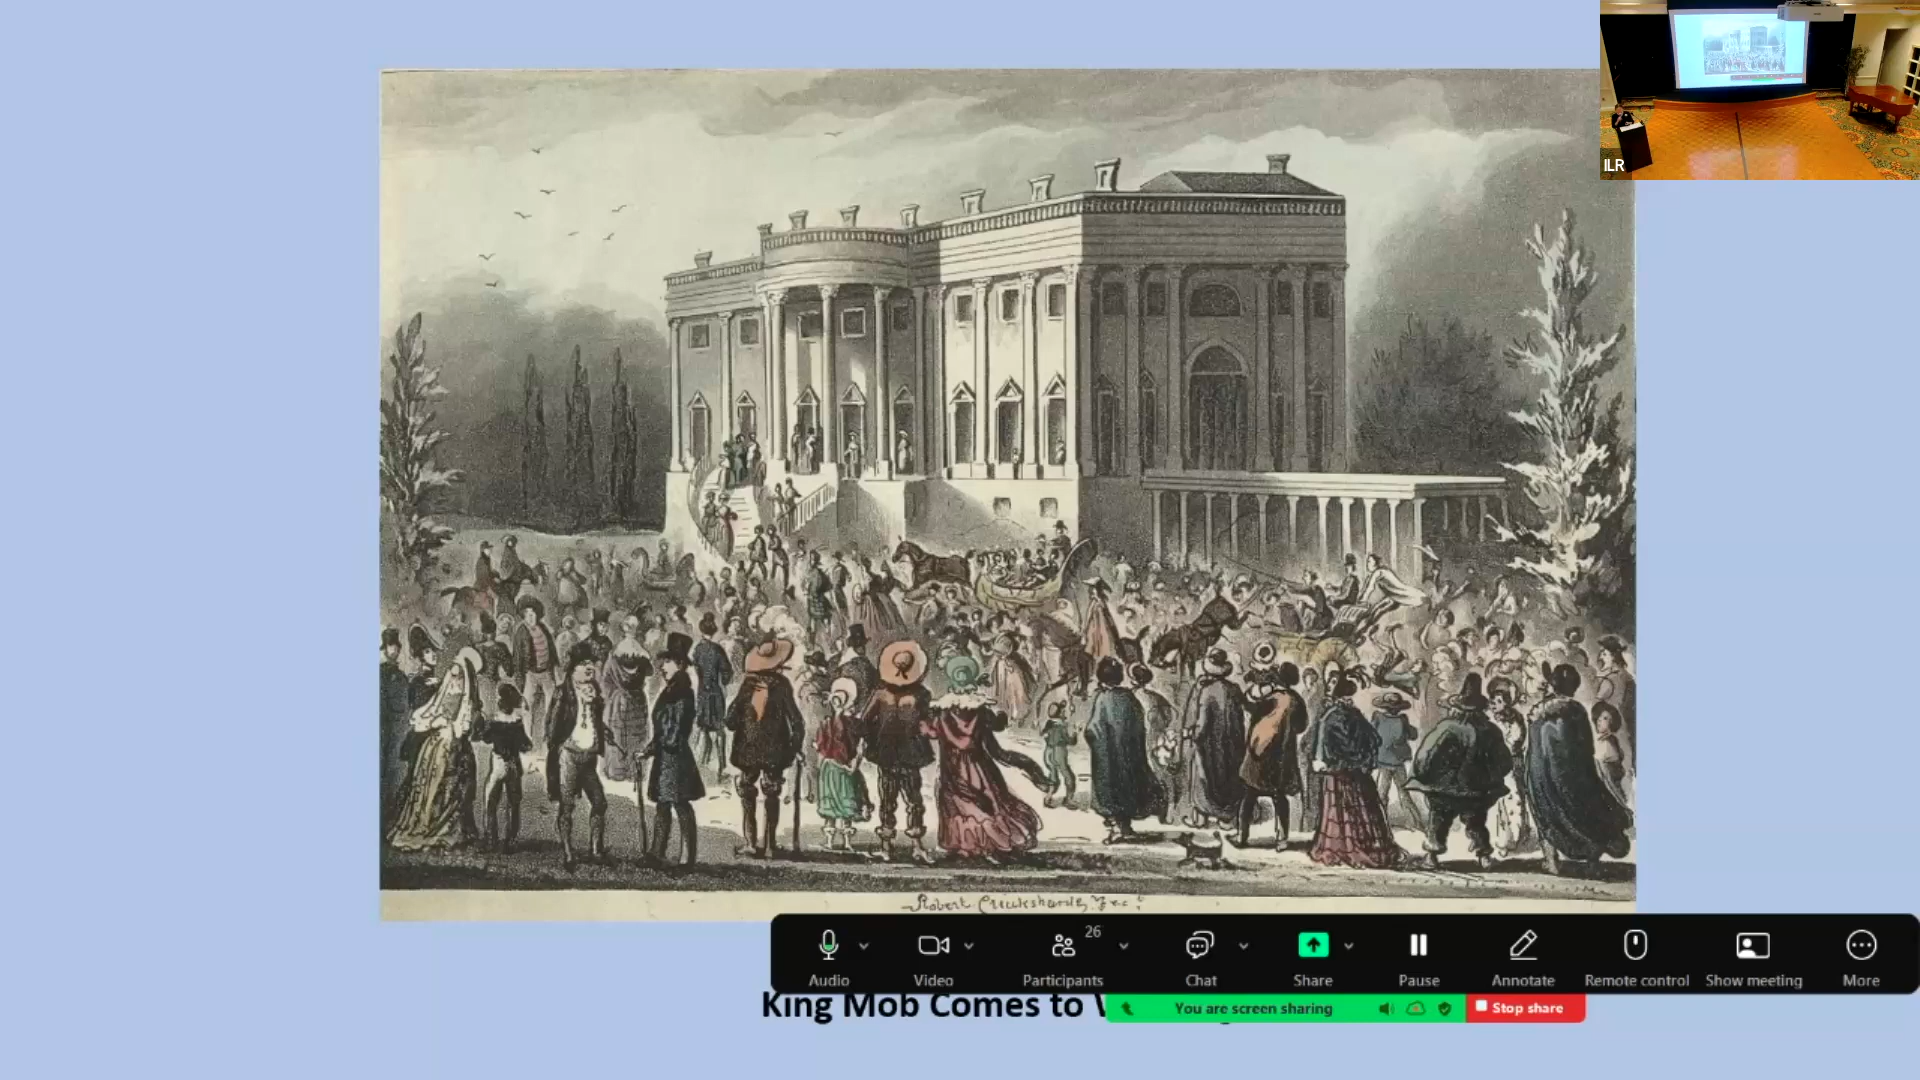 ILR
Robert Cruikshank
26
Audio
Video
Participants
Chat
Share
Pause
Annotate
Remote control
Show meeting
More
King Mob Comes to
You are screen sharing
Stop share